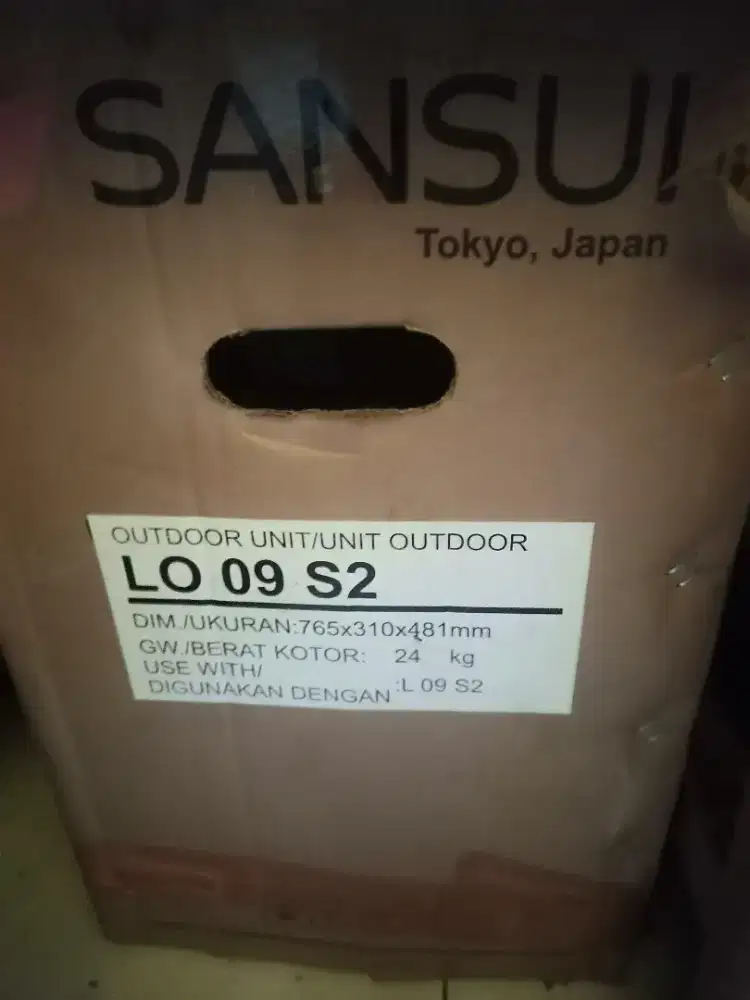 SANSUI
Tokyo, Japan
OUTDOOR UNIT/UNIT OUTDOOR
LO 09 S2
DIM./UKURAN:765x310x481mm
GW./BERAT KOTOR: 24 kg
USE WITH/
DIGUNAKAN DENGAN :L 09 S2